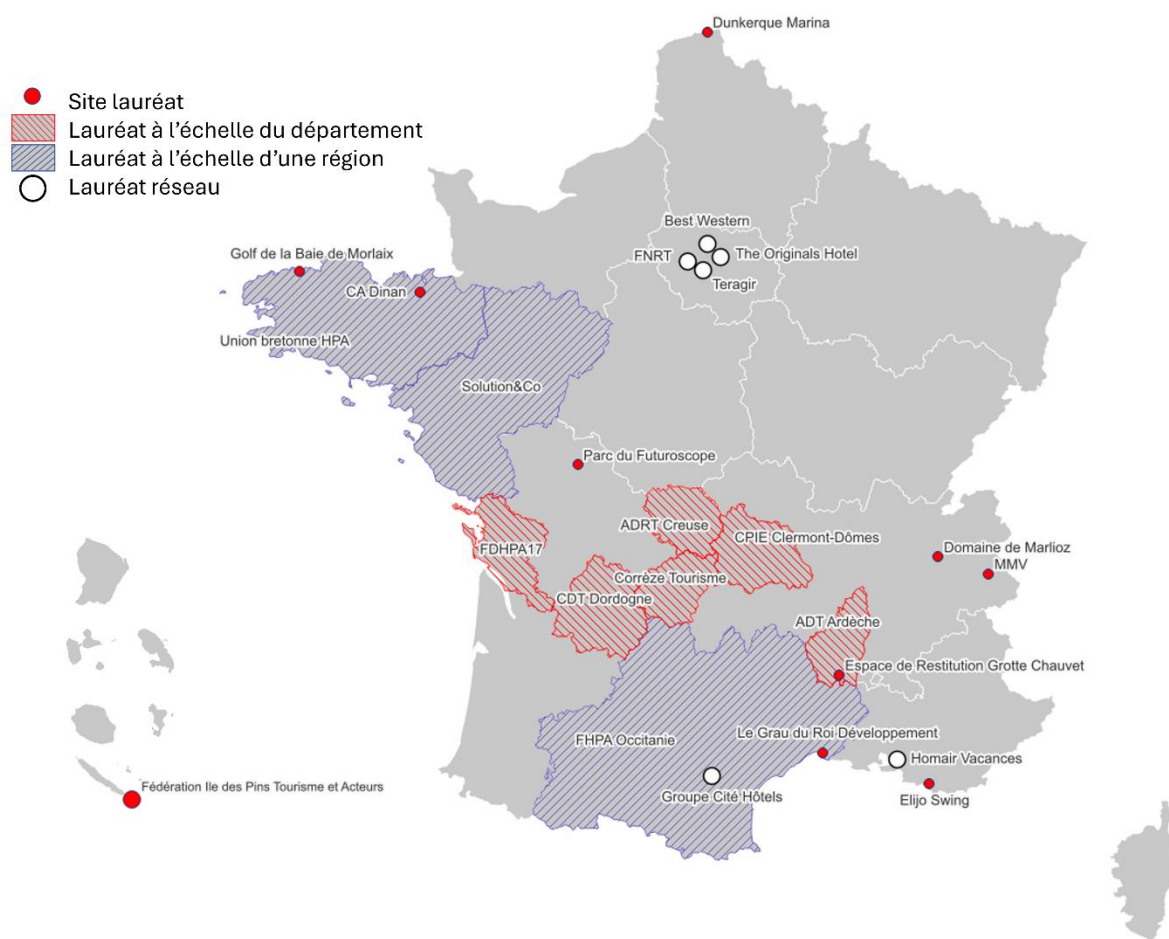 Dunkerque Marina
Site lauréat
Lauréat à l'échelle du département
Lauréat à l'échelle d'une région
Lauréat réseau
Best Western
FNRT
The Originals Hotel
Teragir
Golf de la Baie de Morlaix
CA Dinan
Union bretonne HPA
Solution&Co
Parc du Futuroscope
ADRT Creuse
CPIE Clermont-Dômes
FDHPA17
Domaine de Marlioz
MMV
Corrèze Tourisme
CDT Dordogne
ADT Ardèche
Espace de Restitution Grotte Chauvet
Le Grau du Roi Développement
FHPA Occitanie
Homair Vacances
Groupe Cité Hôtels
Elijo Swing
Fédération Ile des Pins Tourisme et Acteurs